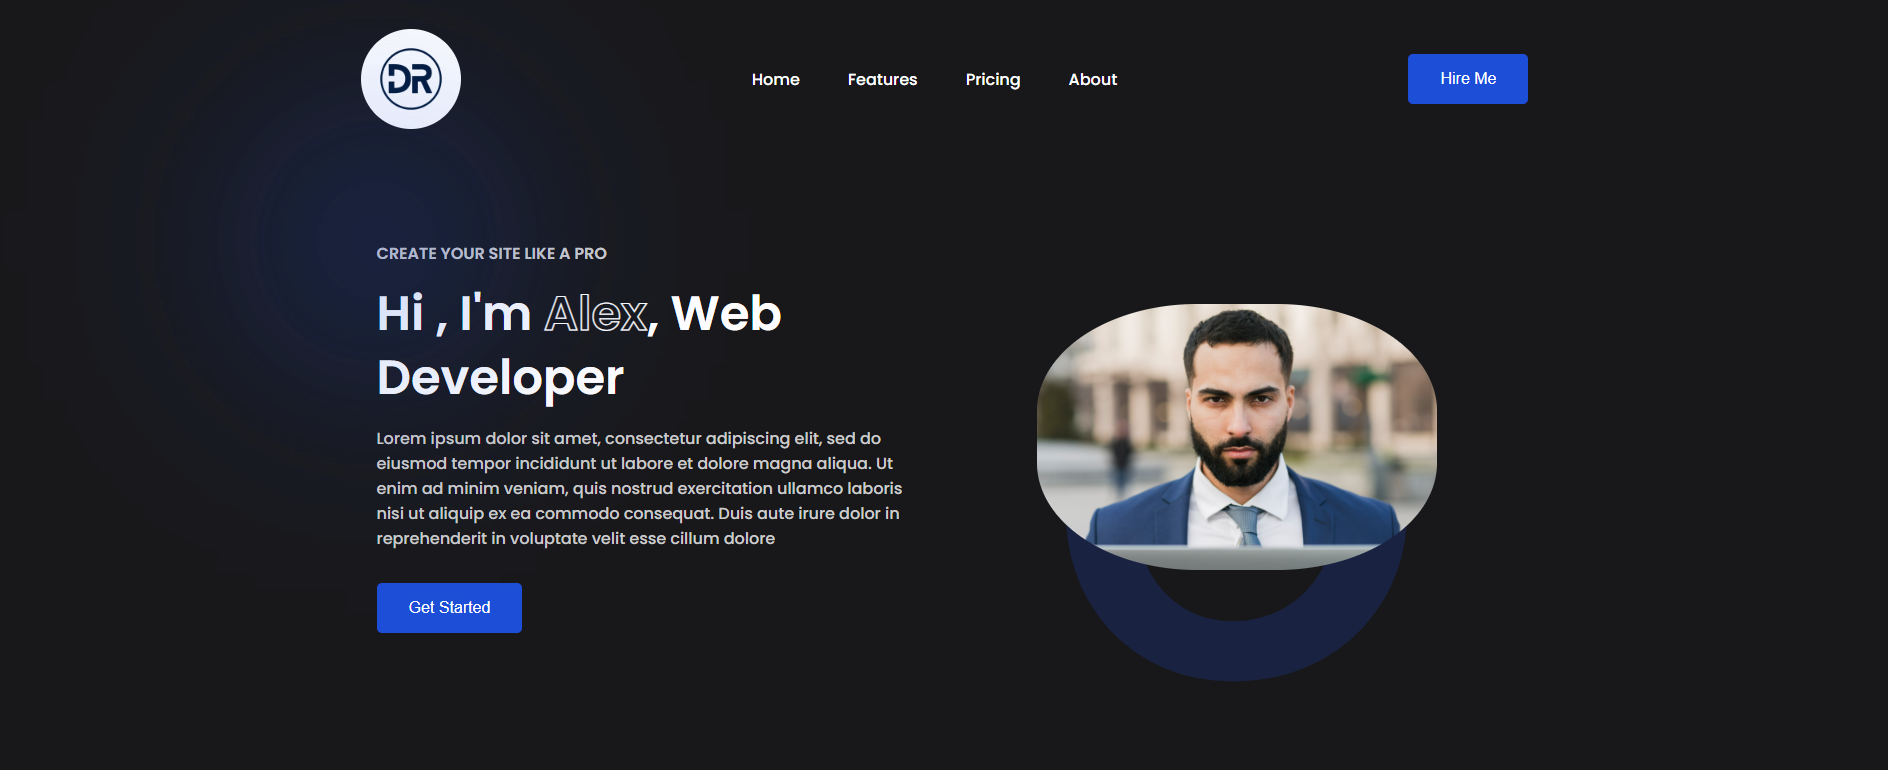 DR
Home Features Pricing About
Hire Me
CREATE YOUR SITE LIKE A PRO
Hi , I'm Alex, Web
Developer
Lorem ipsum dolor sit amet, consectetur adipiscing elit, sed do
eiusmod tempor incididunt ut labore et dolore magna aliqua. Ut
enim ad minim veniam, quis nostrud exercitation ullamco laboris
nisi ut aliquip ex ea commodo consequat. Duis aute irure dolor in
reprehenderit in voluptate velit esse cillum dolore
Get Started